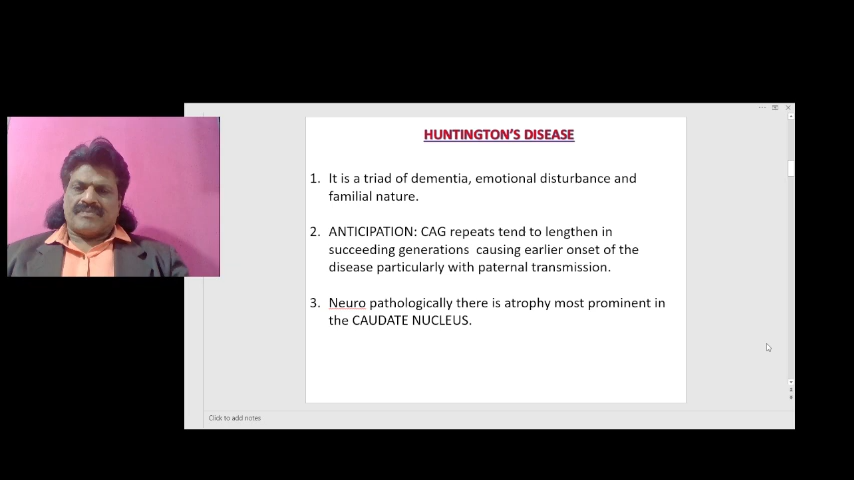 HUNTINGTON'S DISEASE
1. It is a triad of dementia, emotional disturbance and
familial nature.
2. ANTICIPATION: CAG repeats tend to lengthen in
succeeding generations causing earlier onset of the
disease particularly with paternal transmission.
3. Neuro pathologically there is atrophy most prominent in
the CAUDATE NUCLEUS.
Click to add notes